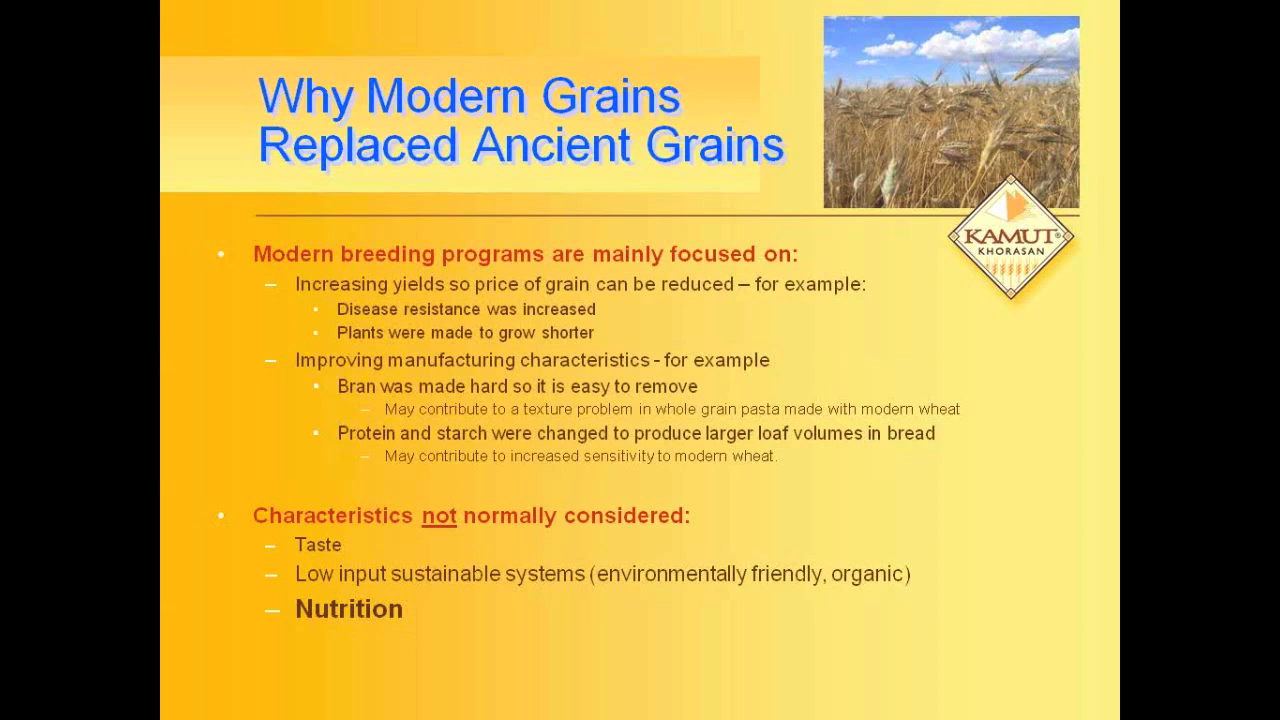 Why Modern Grains
Replaced Ancient Grains
KAMUT®
KHORASAN
• Modern breeding programs are mainly focused on:
– Increasing yields so price of grain can be reduced – for example:
• Disease resistance was increased
• Plants were made to grow shorter
– Improving manufacturing characteristics - for example
• Bran was made hard so it is easy to remove
– May contribute to a texture problem in whole grain pasta made with modern wheat
• Protein and starch were changed to produce larger loaf volumes in bread
– May contribute to increased sensitivity to modern wheat.
• Characteristics not normally considered:
– Taste
– Low input sustainable systems (environmentally friendly, organic)
– Nutrition